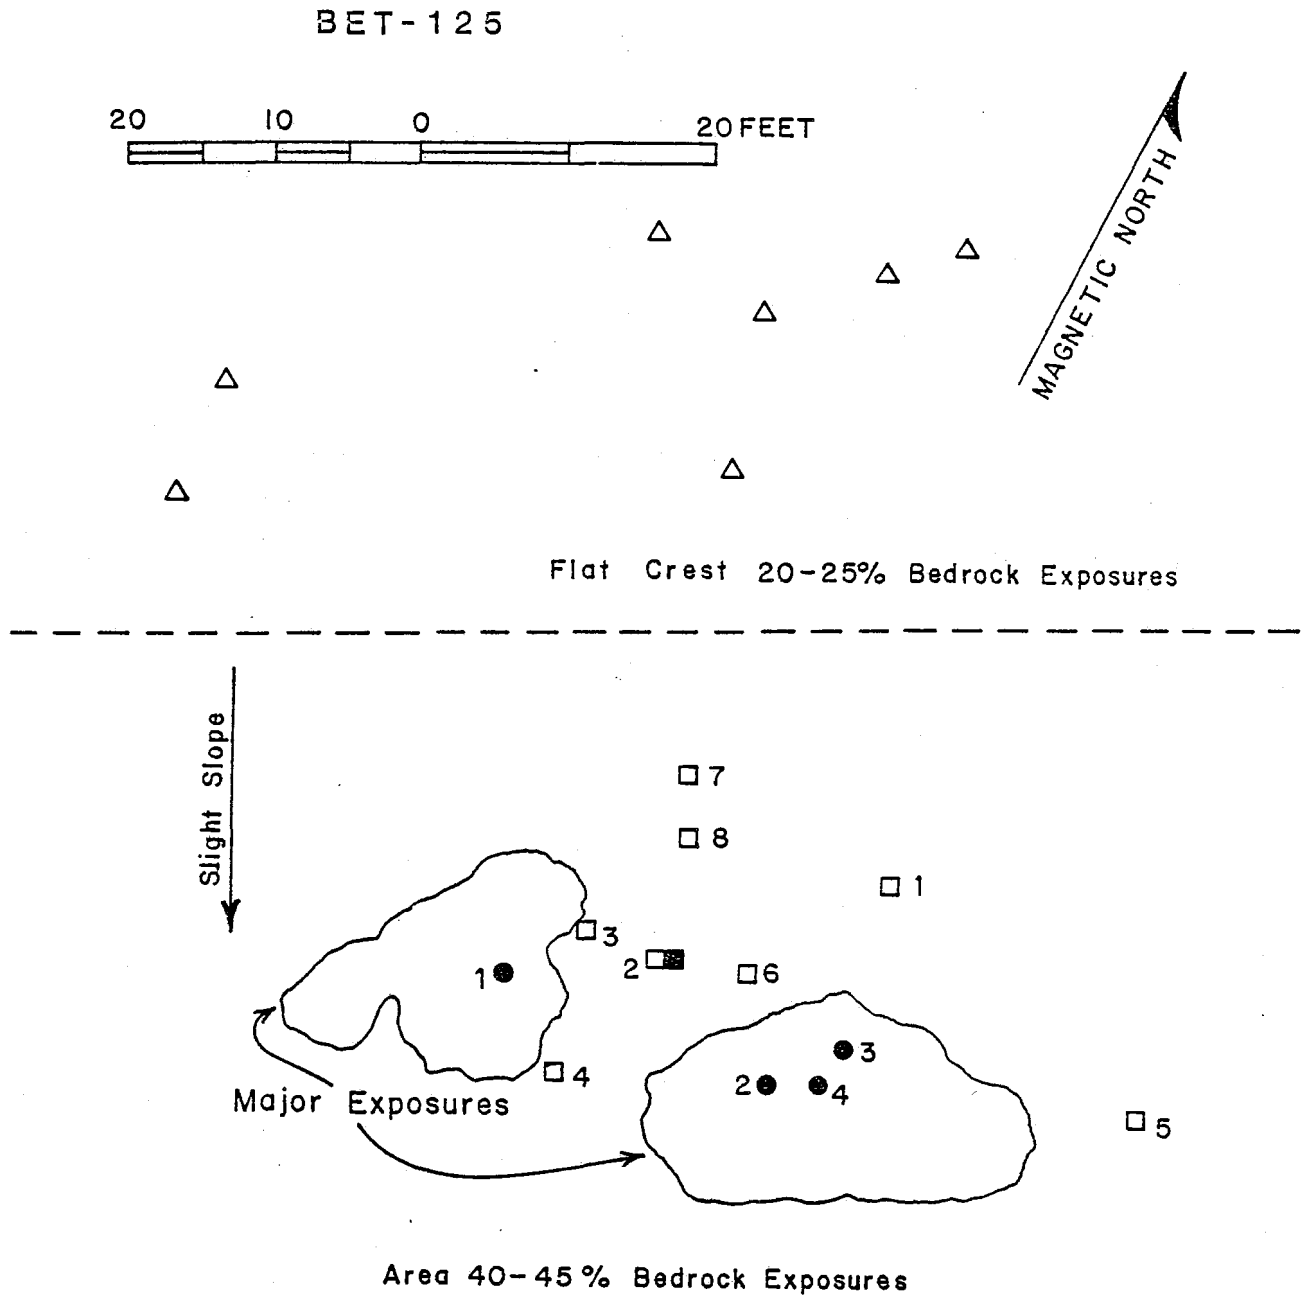 BET-125
20 10 0 20 FEET
MAGNETIC NORTH
Flat Crest 20-25% Bedrock Exposures
Slight Slope
7
8
1
3
2
6
1
3
2
4
4
5
Major Exposures
Area 40-45% Bedrock Exposures